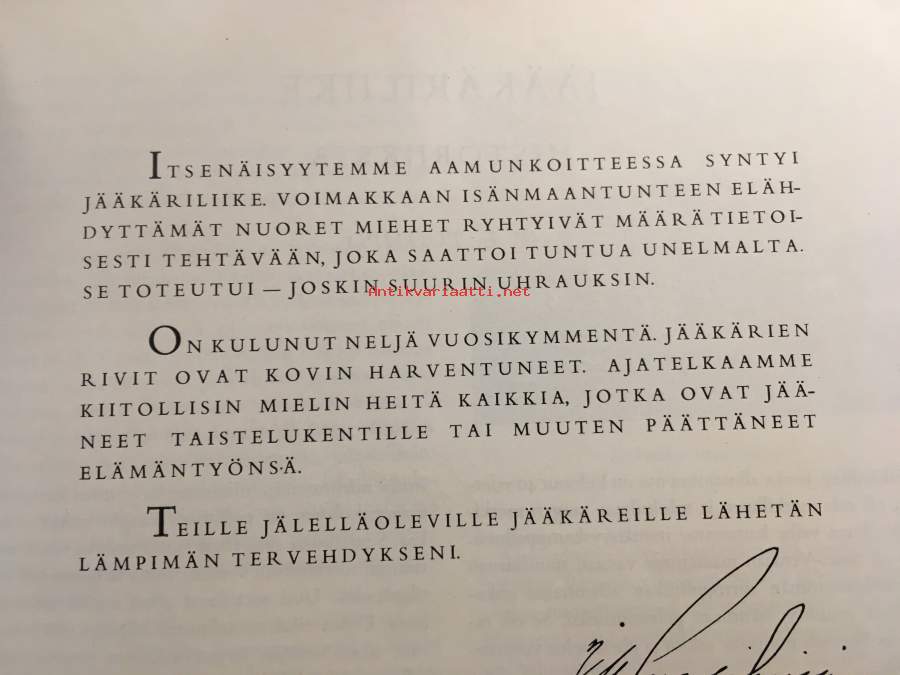 ITSENÄISYYTEMME AAMUNKOITTEESSA SYNTYI
JÄÄKÄRILIIKE. VOIMAKKAAN ISÄNMAANTUNTEEN ELÄH-
DYTTÄMÄT NUORET MIEHET RYHTYIVÄT MÄÄRÄTIETOI-
SESTI TEHTÄVÄÄN, JOKA SAATTOI TUNTUA UNELMALTA.
SE TOTEUTUI — JOSKIN SUURIN UHRAUKSIN.
Antikvariaatti.net
ON KULUNUT NELJÄ VUOSIKYMMENTÄ. JÄÄKÄRIEN
RIVIT OVAT KOVIN HARVENTUNEET. AJATELKAAMME
KIITOLLISIN MIELIN HEITÄ KAIKKIA, JOTKA OVAT JÄÄ-
NEET TAISTELUKENTILLE TAI MUUTEN PÄÄTTÄNEET
ELÄMÄNTYÖNSÄ.
TEILLE JÄLELLÄOLEVILLE JÄÄKÄREILLE LÄHETÄN
LÄMPIMÄN TERVEHDYKSENI.